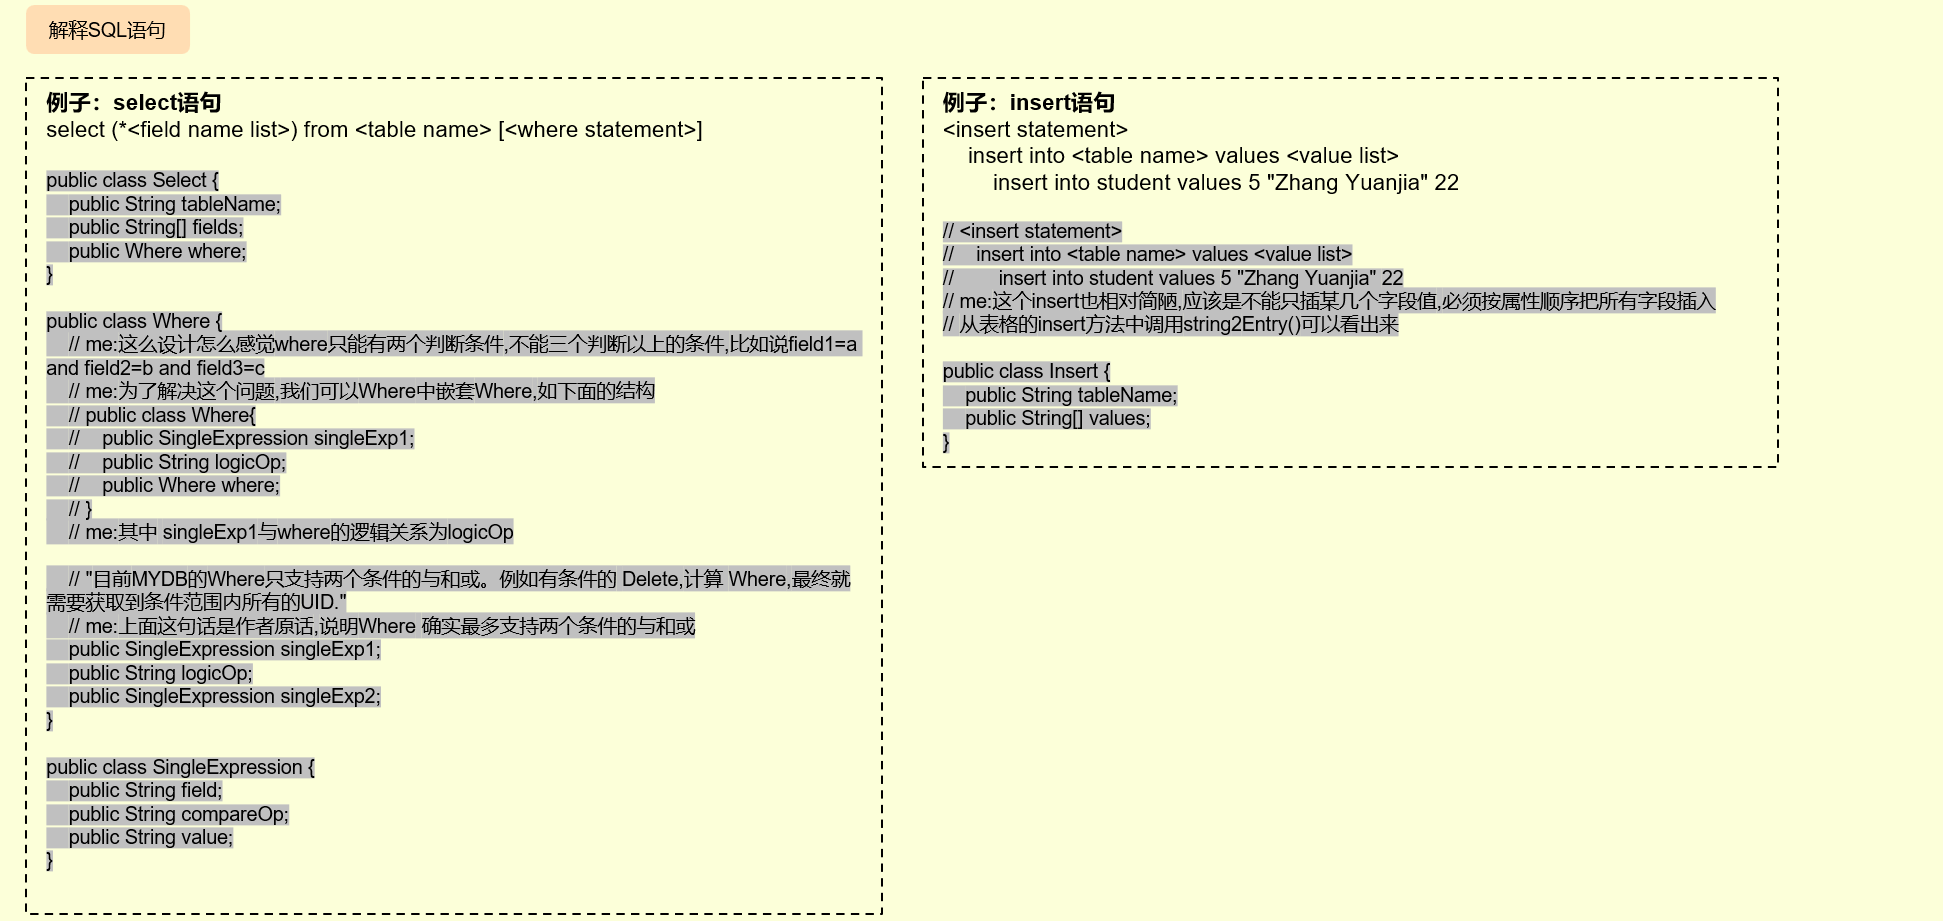 解释SQL语句
例子：select语句
select (*<field name list>) from <table name> [<where statement>]
public class Select {
    public String tableName;
    public String[] fields;
    public Where where;
}
public class Where {
    // me:这么设计怎么感觉where只能有两个判断条件,不能三个判断以上的条件,比如说field1=a
and field2=b and field3=c
    // me:为了解决这个问题,我们可以Where中嵌套Where,如下面的结构
    // public class Where{
    //    public SingleExpression singleExp1;
    //    public String logicOp;
    //    public Where where;
    // }
    // me:其中 singleExp1与where的逻辑关系为logicOp
    // "目前MYDB的Where只支持两个条件的与和或。例如有条件的 Delete,计算 Where,最终就
需要获取到条件范围内所有的UID."
    // me:上面这句话是作者原话,说明Where 确实最多支持两个条件的与和或
    public SingleExpression singleExp1;
    public String logicOp;
    public SingleExpression singleExp2;
}
public class SingleExpression {
    public String field;
    public String compareOp;
    public String value;
}
例子：insert语句
<insert statement>
    insert into <table name> values <value list>
        insert into student values 5 "Zhang Yuanjia" 22
// <insert statement>
//    insert into <table name> values <value list>
//        insert into student values 5 "Zhang Yuanjia" 22
// me:这个insert也相对简陋,应该是不能只插某几个字段值,必须按属性顺序把所有字段插入
// 从表格的insert方法中调用string2Entry()可以看出来
public class Insert {
    public String tableName;
    public String[] values;
}